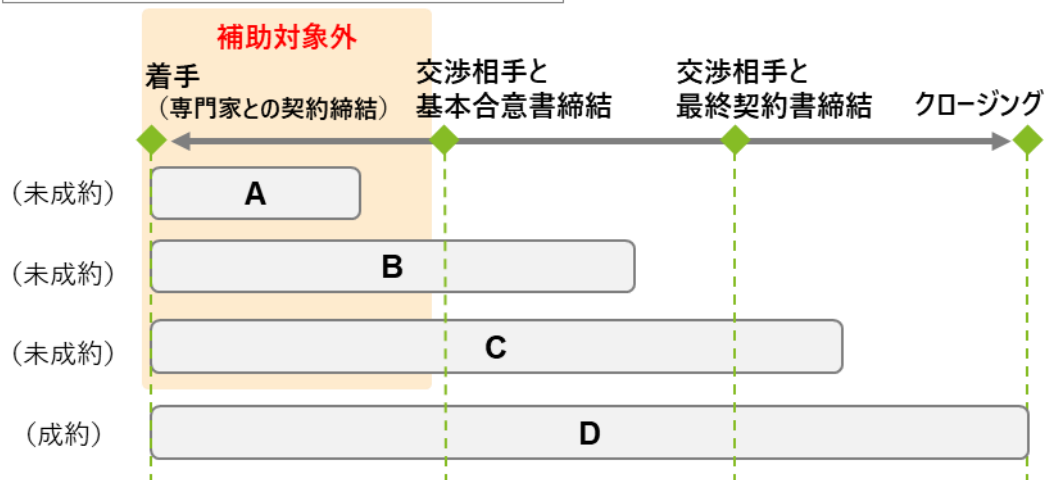 補助対象外
着手
（専門家との契約締結）
交渉相手と
基本合意書締結
交渉相手と
最終契約書締結
クロージング
（未成約）
A
（未成約）
B
（未成約）
C
（成約）
D